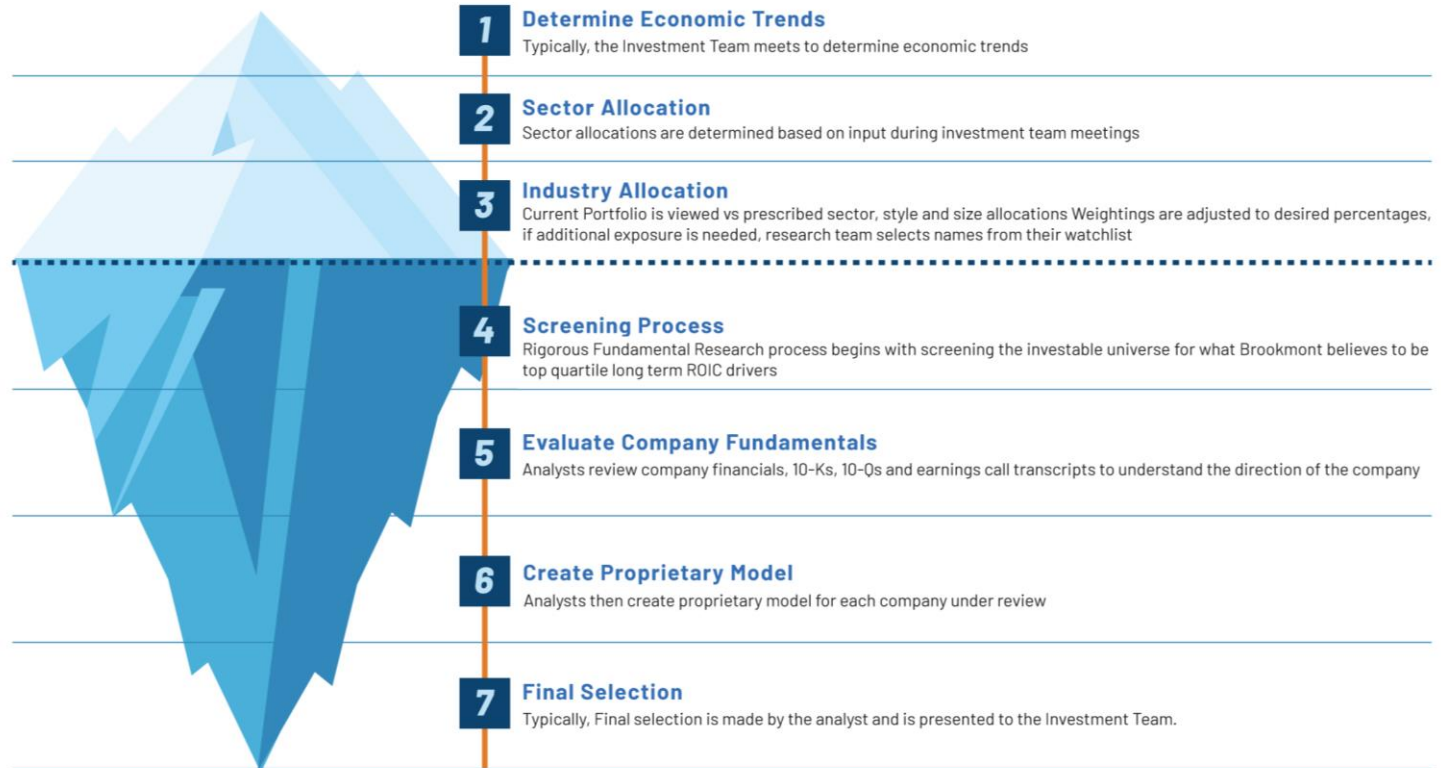 1
Determine Economic Trends
Typically, the Investment Team meets to determine economic trends
2
Sector Allocation
Sector allocations are determined based on input during investment team meetings
3
Industry Allocation
Current Portfolio is viewed vs prescribed sector, style and size allocations Weightings are adjusted to desired percentages,
if additional exposure is needed, research team selects names from their watchlist
4
Screening Process
Rigorous Fundamental Research process begins with screening the investable universe for what Brookmont believes to be
top quartile long term ROIC drivers
5
Evaluate Company Fundamentals
Analysts review company financials, 10-Ks, 10-Qs and earnings call transcripts to understand the direction of the company
6
Create Proprietary Model
Analysts then create proprietary model for each company under review
7
Final Selection
Typically, Final selection is made by the analyst and is presented to the Investment Team.